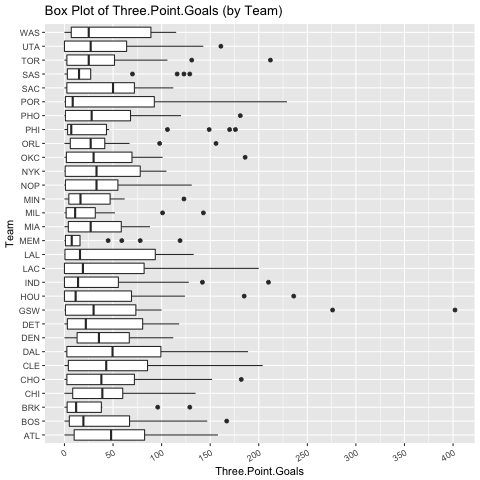 Box Plot of Three.Point.Goals (by Team)
WAS
UTA
TOR
SAS
SAC
POR
PHO
PHI
ORL
OKC
NYK
NOP
MIN
MIL
MIA
MEM
LAL
LAC
IND
HOU
GSW
DET
DEN
DAL
CLE
CHO
CHI
BRK
BOS
ATL
Team
0 50 100 150 200 250 300 350 400
Three.Point.Goals